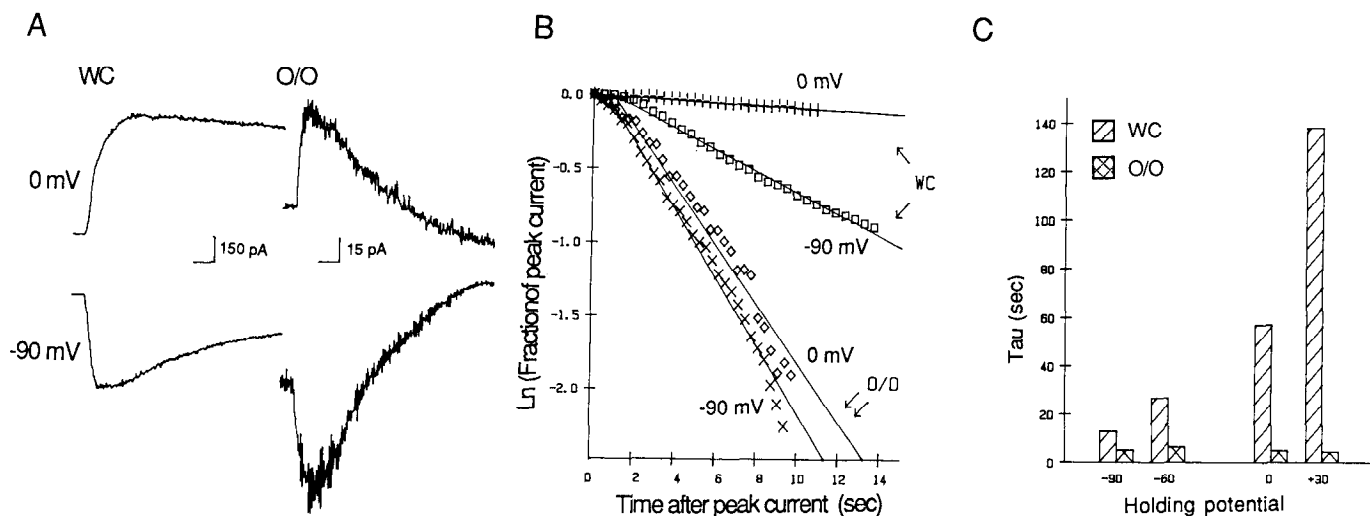 A
WC
O/O
0 mV
150 pA
15 pA
-90 mV
B
0 mV
0.0
-0.5
-1.0
-1.5
-2.0
WC
-90 mV
0 mV
O/O
-90 mV
0 2 4 6 8 10 12 14
Ln (Fraction of peak current)
Time after peak current (sec)
C
WC
O/O
140
120
100
80
60
40
20
0
Tau (sec)
-90 -60 0 +30
Holding potential